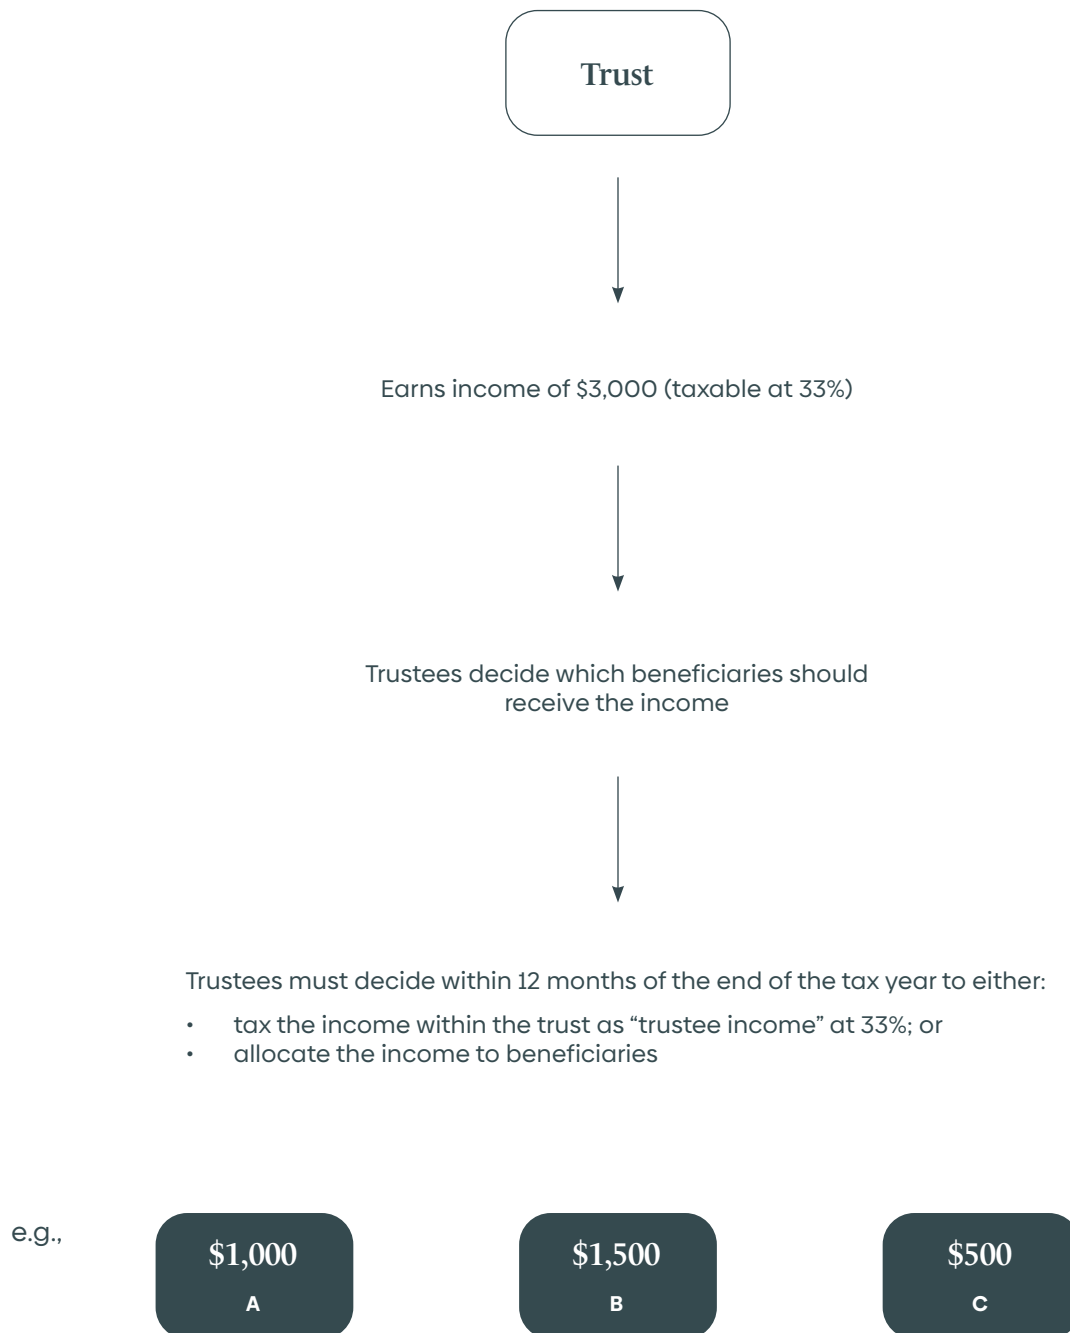 Trust
Earns income of $3,000 (taxable at 33%)
Trustees decide which beneficiaries should
receive the income
Trustees must decide within 12 months of the end of the tax year to either:
• tax the income within the trust as “trustee income” at 33%; or
• allocate the income to beneficiaries
e.g.,
$1,000
A
$1,500
B
$500
C